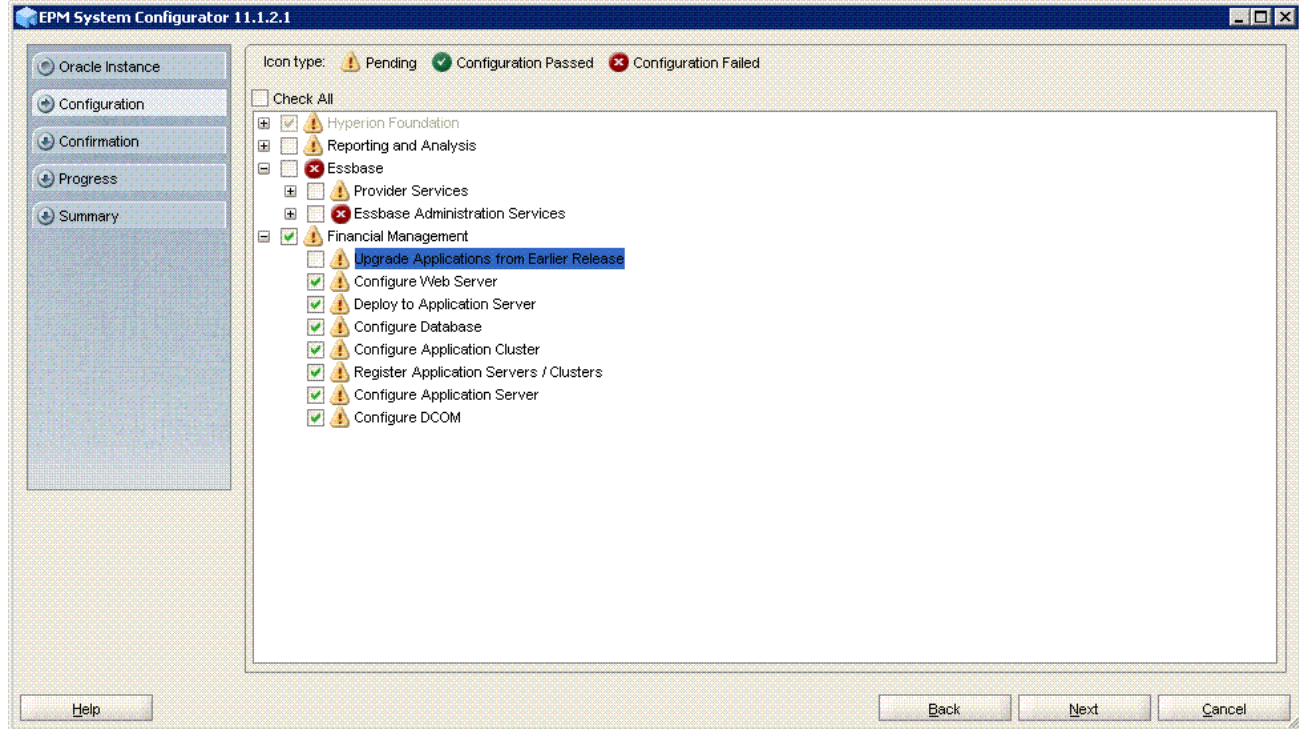 EPM System Configurator 11.1.2.1
Oracle Instance
Configuration
Confirmation
Progress
Summary
Icon type: Pending Configuration Passed Configuration Failed
Check All
Hyperion Foundation
Reporting and Analysis
Essbase
Provider Services
Essbase Administration Services
Financial Management
Upgrade Applications from Earlier Release
Configure Web Server
Deploy to Application Server
Configure Database
Configure Application Cluster
Register Application Servers / Clusters
Configure Application Server
Configure DCOM
Help Back Next Cancel